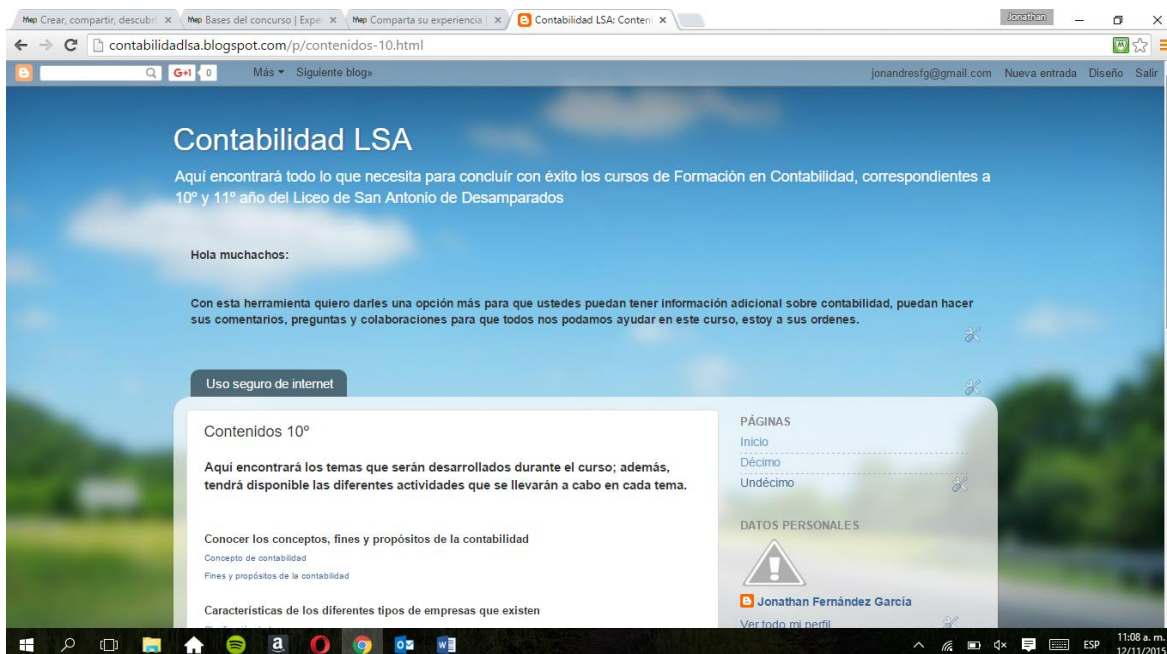 Mep Crear, compartir, descubri
Mep Bases del concurso | Exper
Mep Comparta su experiencia |
Contabilidad LSA: Conteni
Jonathan
contabilidadlsa.blogspot.com/p/contenidos-10.html
G+1 0 Más Siguiente blog» jonandresfg@gmail.com Nueva entrada Diseño Salir
Contabilidad LSA
Aquí encontrará todo lo que necesita para concluír con éxito los cursos de Formación en Contabilidad, correspondientes a
10º y 11º año del Liceo de San Antonio de Desamparados
Hola muchachos:
Con esta herramienta quiero darles una opción más para que ustedes puedan tener información adicional sobre contabilidad, puedan hacer
sus comentarios, preguntas y colaboraciones para que todos nos podamos ayudar en este curso, estoy a sus ordenes.
Uso seguro de internet
Contenidos 10º
Aquí encontrará los temas que serán desarrollados durante el curso; además,
tendrá disponible las diferentes actividades que se llevarán a cabo en cada tema.
Conocer los conceptos, fines y propósitos de la contabilidad
Concepto de contabilidad
Fines y propósitos de la contabilidad
Características de los diferentes tipos de empresas que existen
PÁGINAS
Inicio
Décimo
Undécimo
DATOS PERSONALES
Jonathan Fernández García
Ver todo mi perfil
ESP
11:08 a. m.
12/11/2015